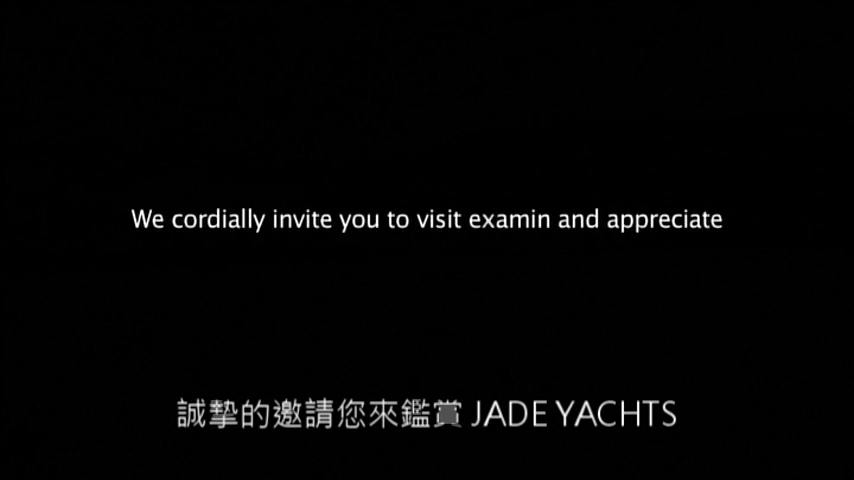 We cordially invite you to visit examin and appreciate
誠摯的邀請您來鑑賞 JADE YACHTS